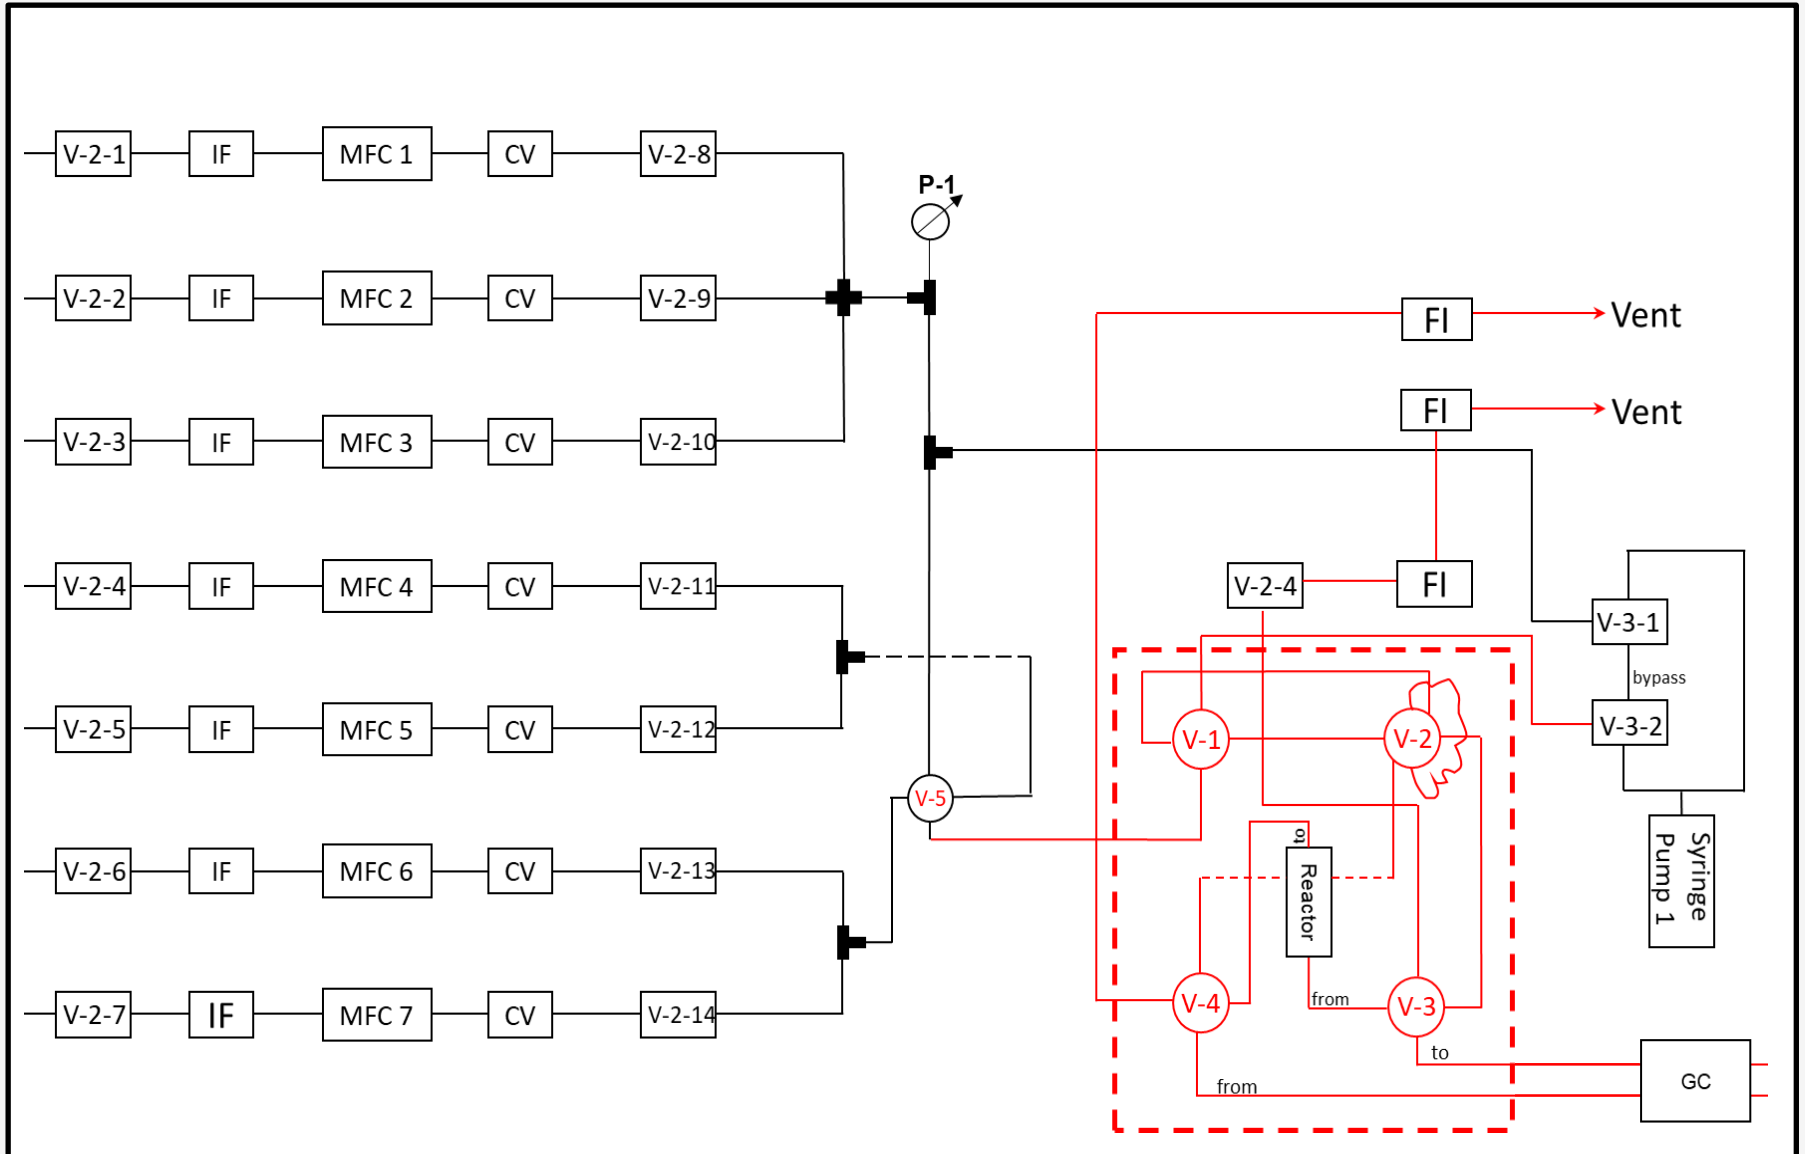 V-2-1 IF MFC 1 CV V-2-8
P-1
V-2-2 IF MFC 2 CV V-2-9
FI Vent
FI Vent
V-2-3 IF MFC 3 CV V-2-10
V-2-4 IF MFC 4 CV V-2-11
V-2-4 FI
V-3-1
bypass
V-2-5 IF MFC 5 CV V-2-12
V-1 V-2 V-3-2
V-5
to
Syringe
Pump 1
V-2-6 IF MFC 6 CV V-2-13
Reactor
from
V-4 V-3
V-2-7 IF MFC 7 CV V-2-14
to
from
GC